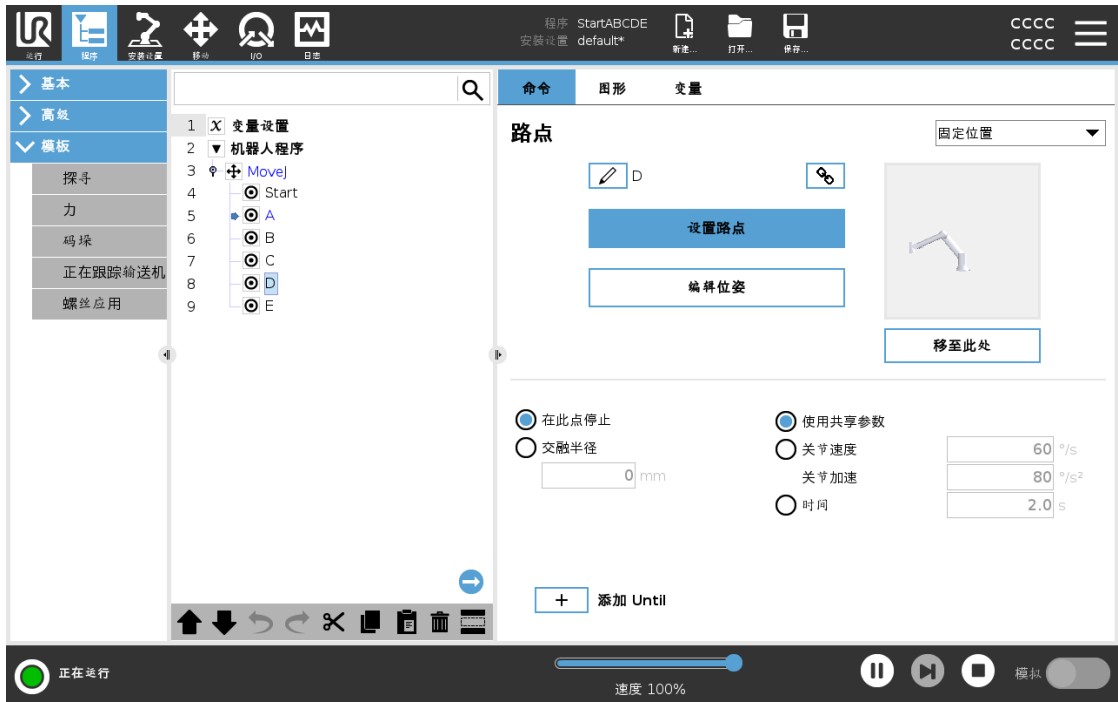 UR
运行
程序
安装设置
移动
I/O
日志
程序 StartABCDE
安装设置 default*
新建...
打开...
保存...
CCCC
CCCC
基本
高级
模板
探寻
力
码垛
正在跟踪输送机
螺丝应用
1 X 变量设置
2 机器人程序
3 MoveJ
4 Start
5 A
6 B
7 C
8 D
9 E
命令 图形 变量
路点
固定位置
D
设置路点
编辑位姿
移至此处
在此点停止
交融半径
0 mm
使用共享参数
关节速度 60 °/s
关节加速 80 °/s²
时间 2.0 s
+ 添加 Until
正在运行
速度 100%
模拟